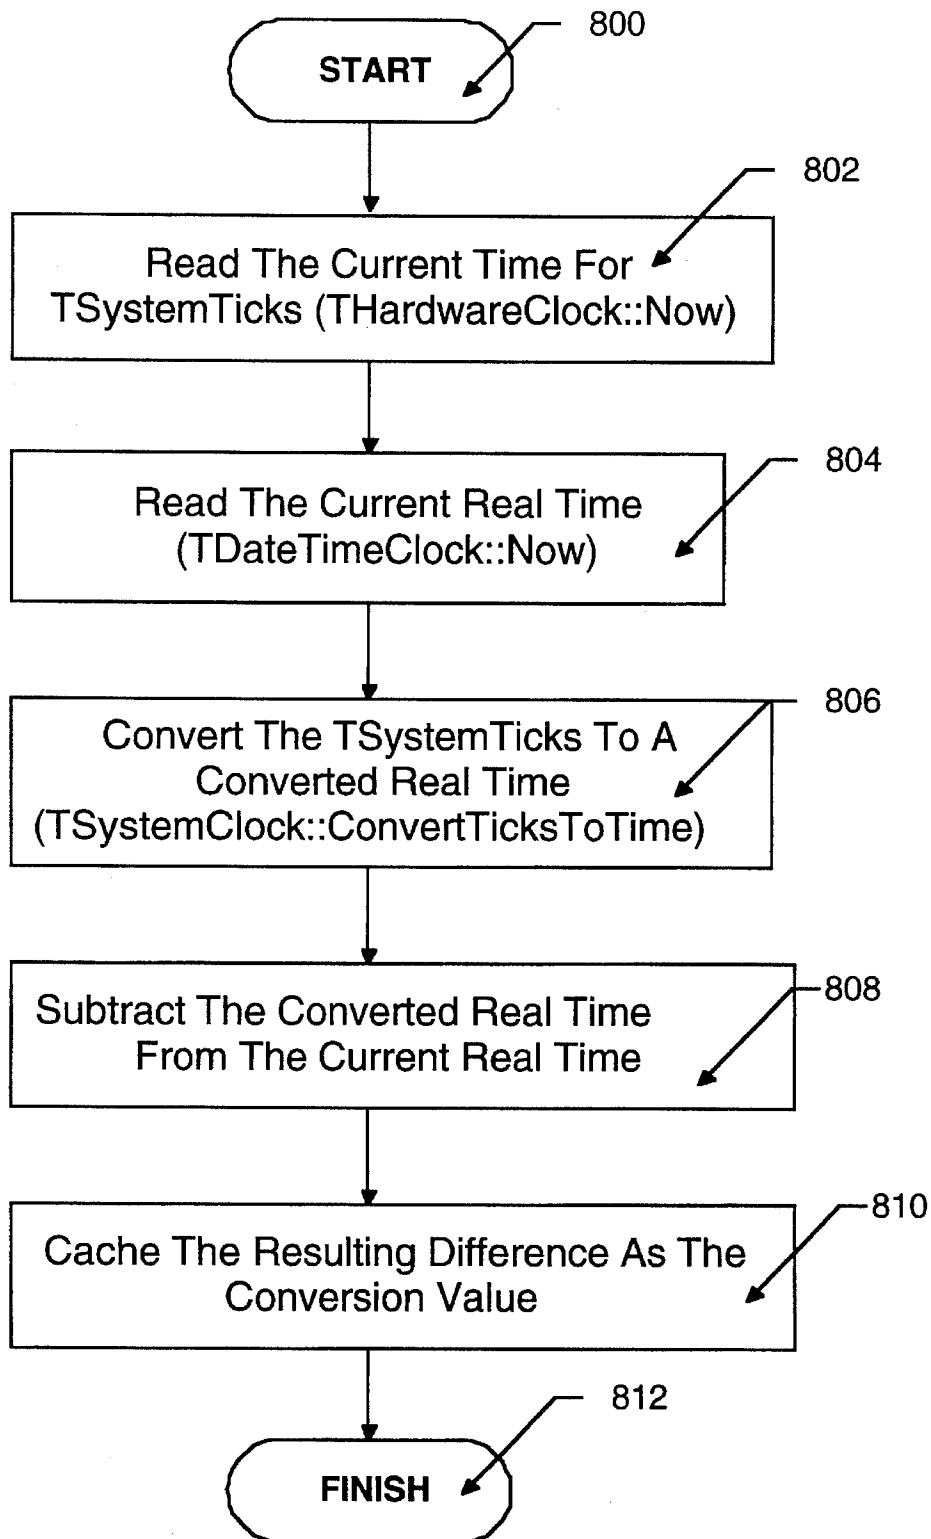 800
START
802
Read The Current Time For
TSystemTicks (THardwareClock::Now)
804
Read The Current Real Time
(TDateTimeClock::Now)
806
Convert The TSystemTicks To A
Converted Real Time
(TSystemClock::ConvertTicksToTime)
808
Subtract The Converted Real Time
From The Current Real Time
810
Cache The Resulting Difference As The
Conversion Value
812
FINISH